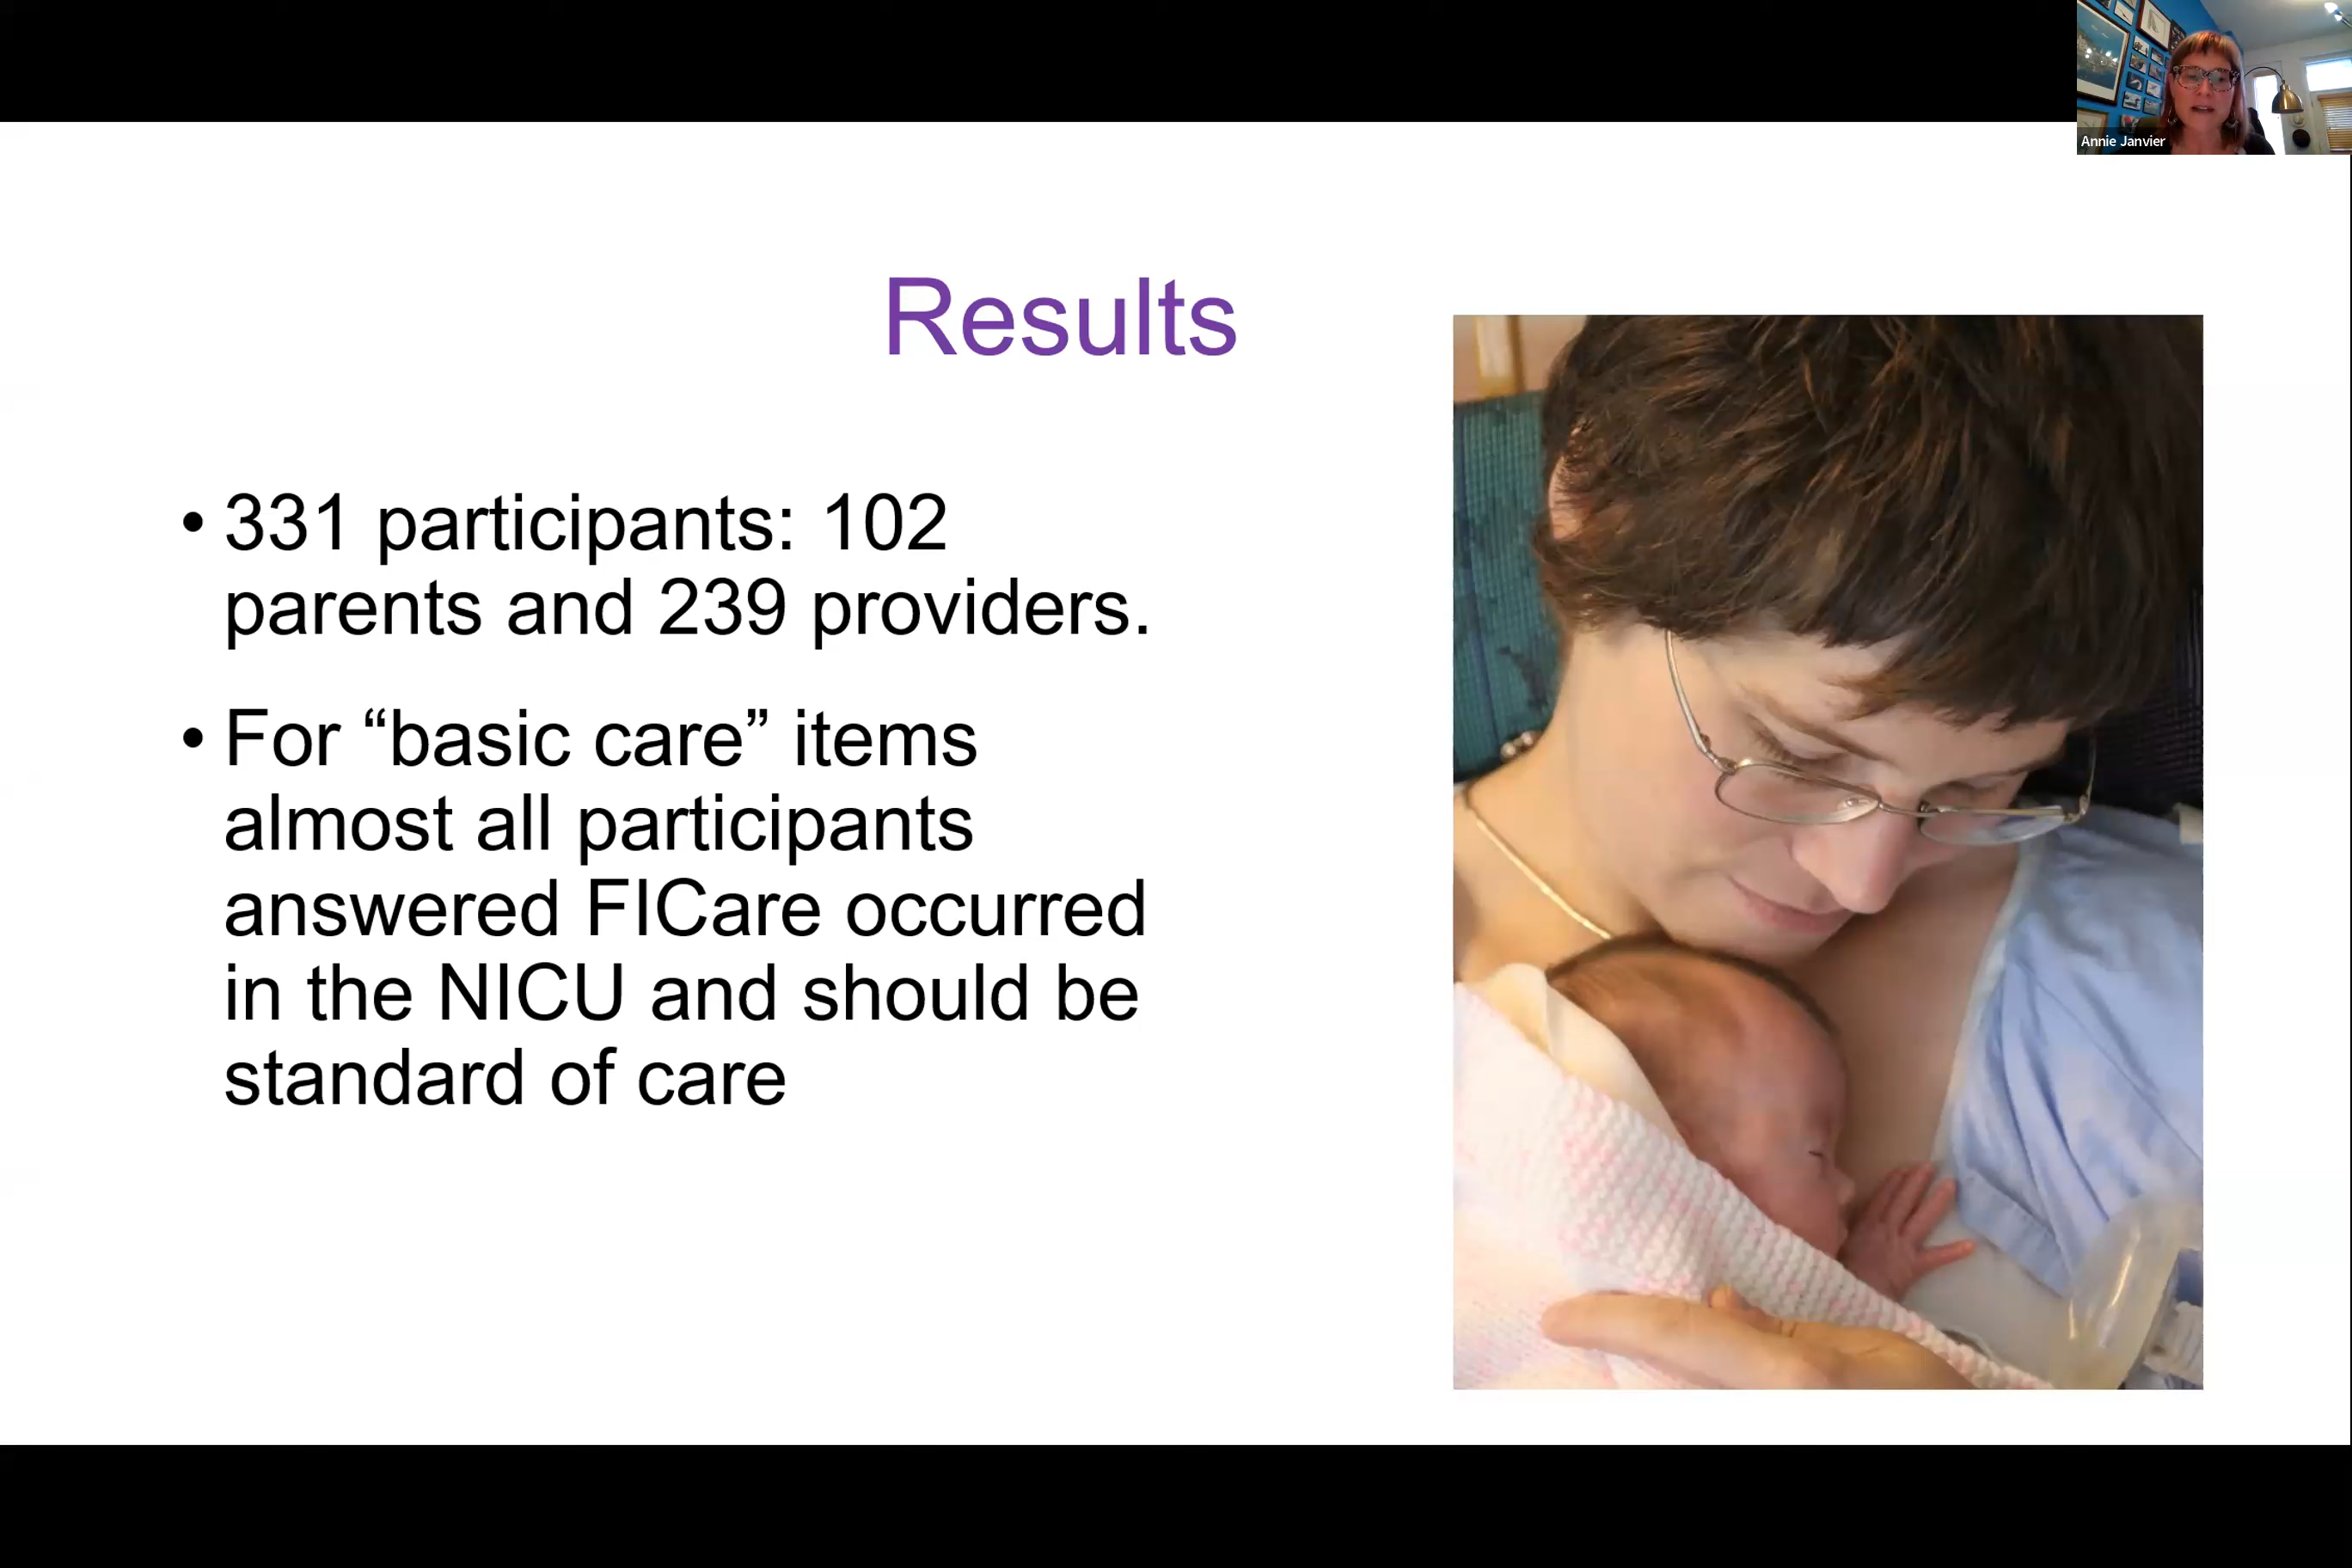 Annie Janvier
Results
• 331 participants: 102
parents and 239 providers.
• For “basic care” items
almost all participants
answered FICare occurred
in the NICU and should be
standard of care